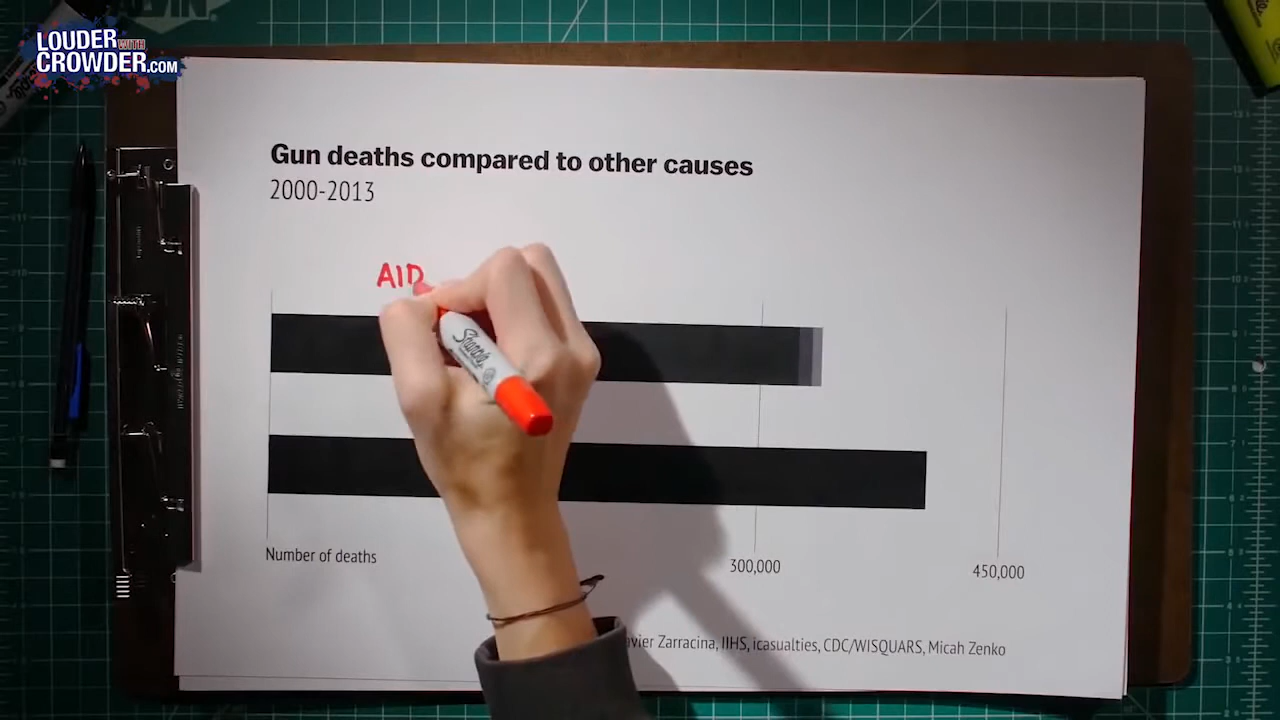 LOUDER WITH
CROWDER.COM
Gun deaths compared to other causes
2000-2013
AID
Sharpie
Number of deaths
300,000
450,000
Zarracina, IIHS, icasualties, CDC/WISQUARS, Micah Zenko